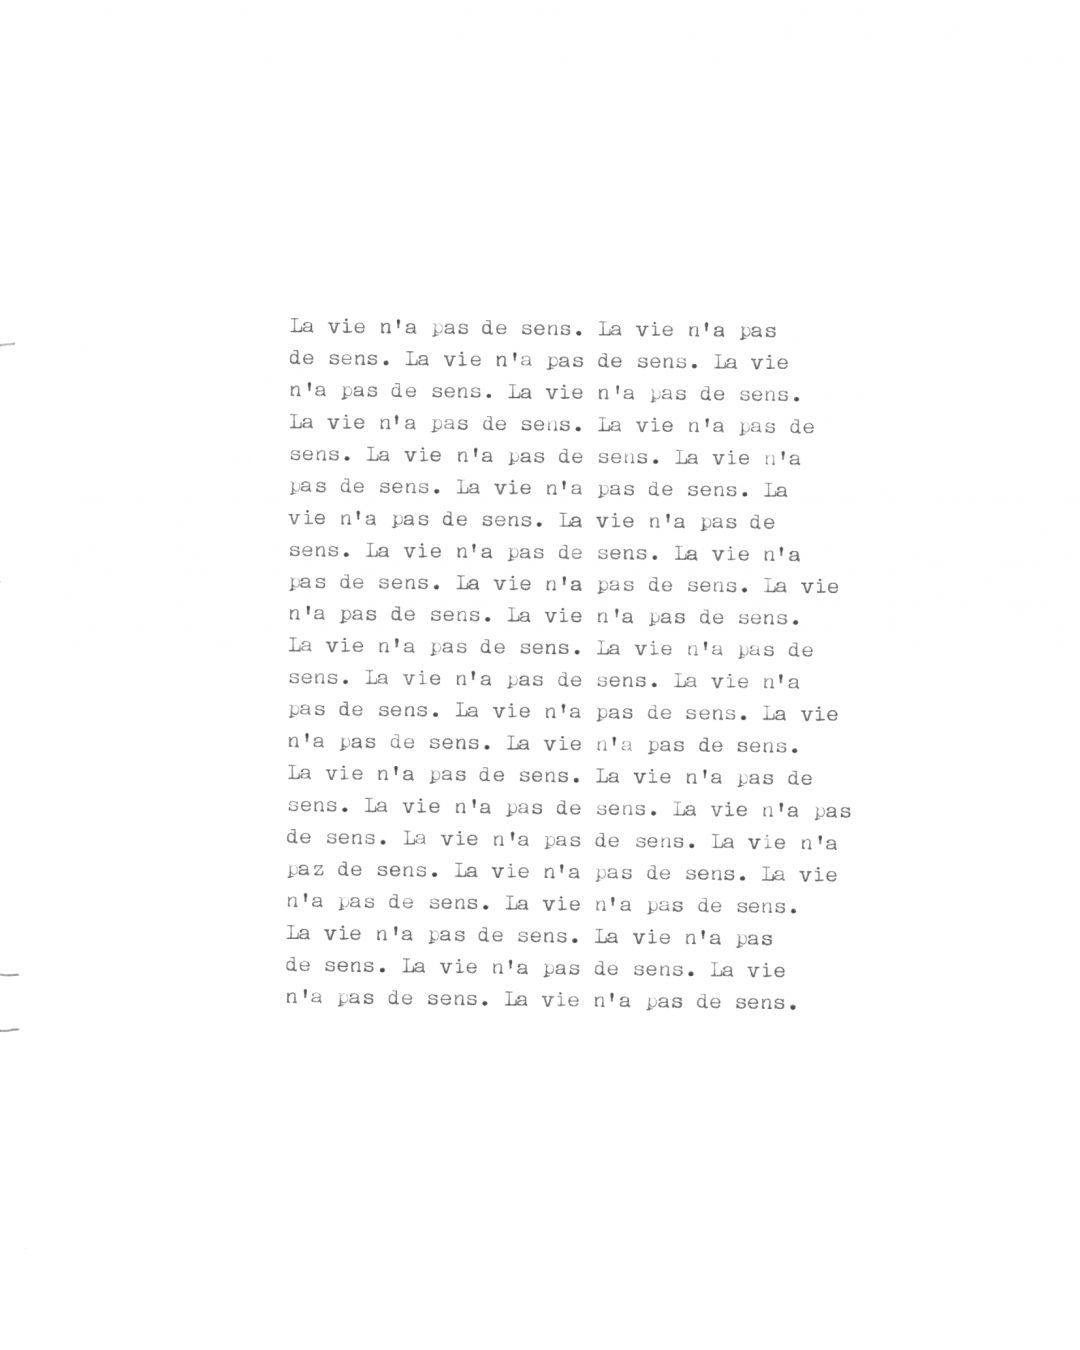 La vie n'a pas de sens. La vie n'a pas
de sens. La vie n'a pas de sens. La vie
n'a pas de sens. La vie n'a pas de sens.
La vie n'a pas de sens. La vie n'a pas de
sens. La vie n'a pas de sens. La vie n'a
pas de sens. La vie n'a pas de sens. La
vie n'a pas de sens. La vie n'a pas de
sens. La vie n'a pas de sens. La vie n'a
pas de sens. La vie n'a pas de sens. La vie
n'a pas de sens. La vie n'a pas de sens.
La vie n'a pas de sens. La vie n'a pas de
sens. La vie n'a pas de sens. La vie n'a
pas de sens. La vie n'a pas de sens. La vie
n'a pas de sens. La vie n'a pas de sens.
La vie n'a pas de sens. La vie n'a pas de
sens. La vie n'a pas de sens. La vie n'a pas
de sens. La vie n'a pas de sens. La vie n'a
paz de sens. La vie n'a pas de sens. La vie
n'a pas de sens. La vie n'a pas de sens.
La vie n'a pas de sens. La vie n'a pas
de sens. La vie n'a pas de sens. La vie
n'a pas de sens. La vie n'a pas de sens.